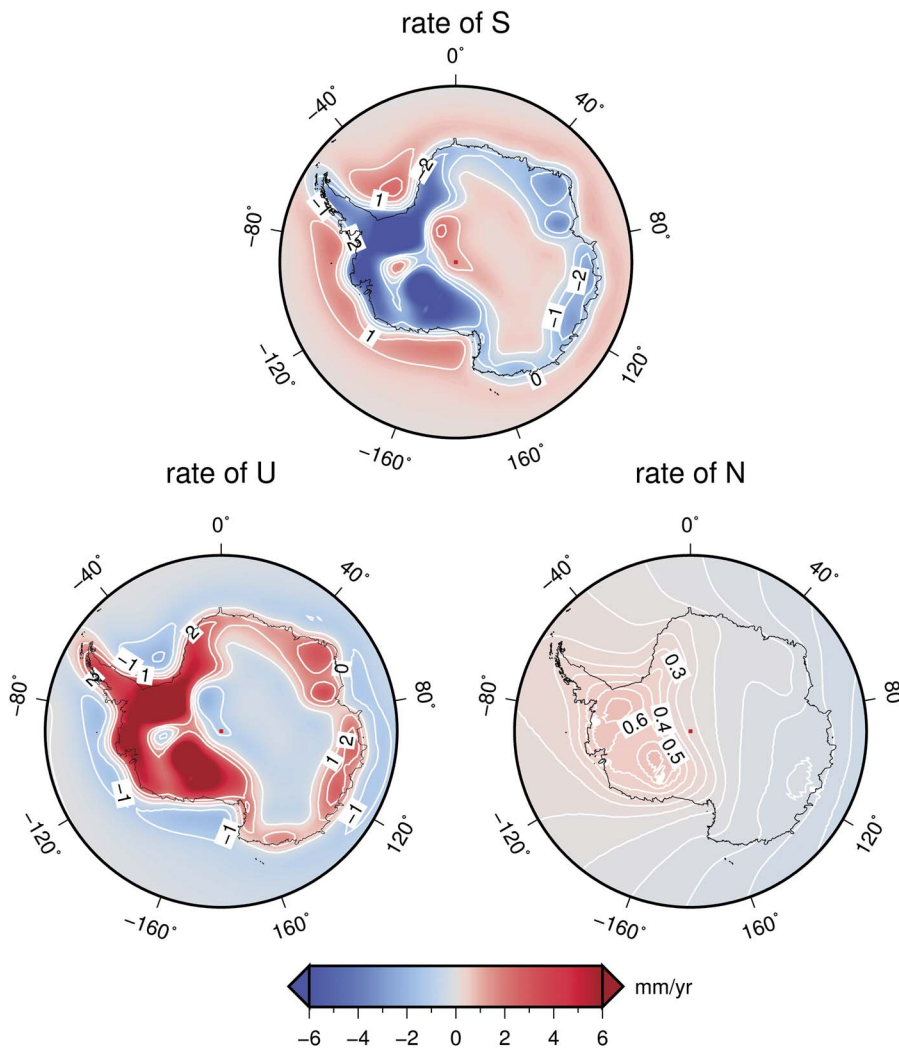 rate of S
0°
−40° 40°
−80° 80°
−120° 120°
−160° 160°
1 −2
−1
−2
−2
−1
1
0
rate of U rate of N
0° 0°
−40° 40° −40° 40°
−80° 80° −80° 80°
−120° 120° −120° 120°
−160° 160° −160° 160°
2
−1 1 0
2
1 2
−1 −1
−1
0.3
0.6 0.4
0.5
−6 −4 −2 0 2 4 6 mm/yr